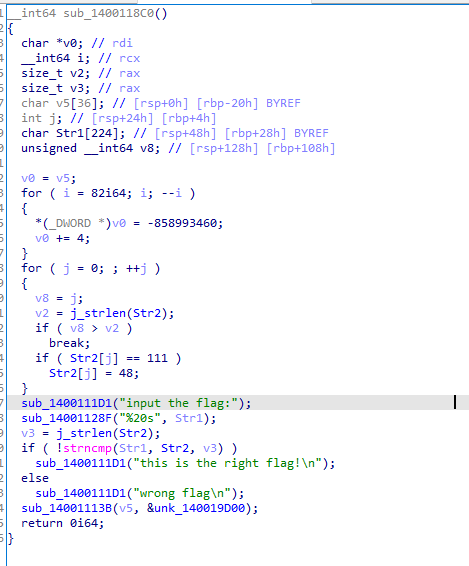 __int64 sub_1400118C0()
{
  char *v0; // rdi
  __int64 i; // rcx
  size_t v2; // rax
  size_t v3; // rax
  char v5[36]; // [rsp+0h] [rbp-20h] BYREF
  int j; // [rsp+24h] [rbp+4h]
  char Str1[224]; // [rsp+48h] [rbp+28h] BYREF
  unsigned __int64 v8; // [rsp+128h] [rbp+108h]

  v0 = v5;
  for ( i = 82i64; i; --i )
  {
    *(_DWORD *)v0 = -858993460;
    v0 += 4;
  }
  for ( j = 0; ; ++j )
  {
    v8 = j;
    v2 = j_strlen(Str2);
    if ( v8 > v2 )
      break;
    if ( Str2[j] == 111 )
      Str2[j] = 48;
  }
  sub_1400111D1("input the flag:");
  sub_14001128F("%20s", Str1);
  v3 = j_strlen(Str2);
  if ( !strncmp(Str1, Str2, v3) )
    sub_1400111D1("this is the right flag!\n");
  else
    sub_1400111D1("wrong flag\n");
  sub_14001113B(v5, &unk_140019D00);
  return 0i64;
}